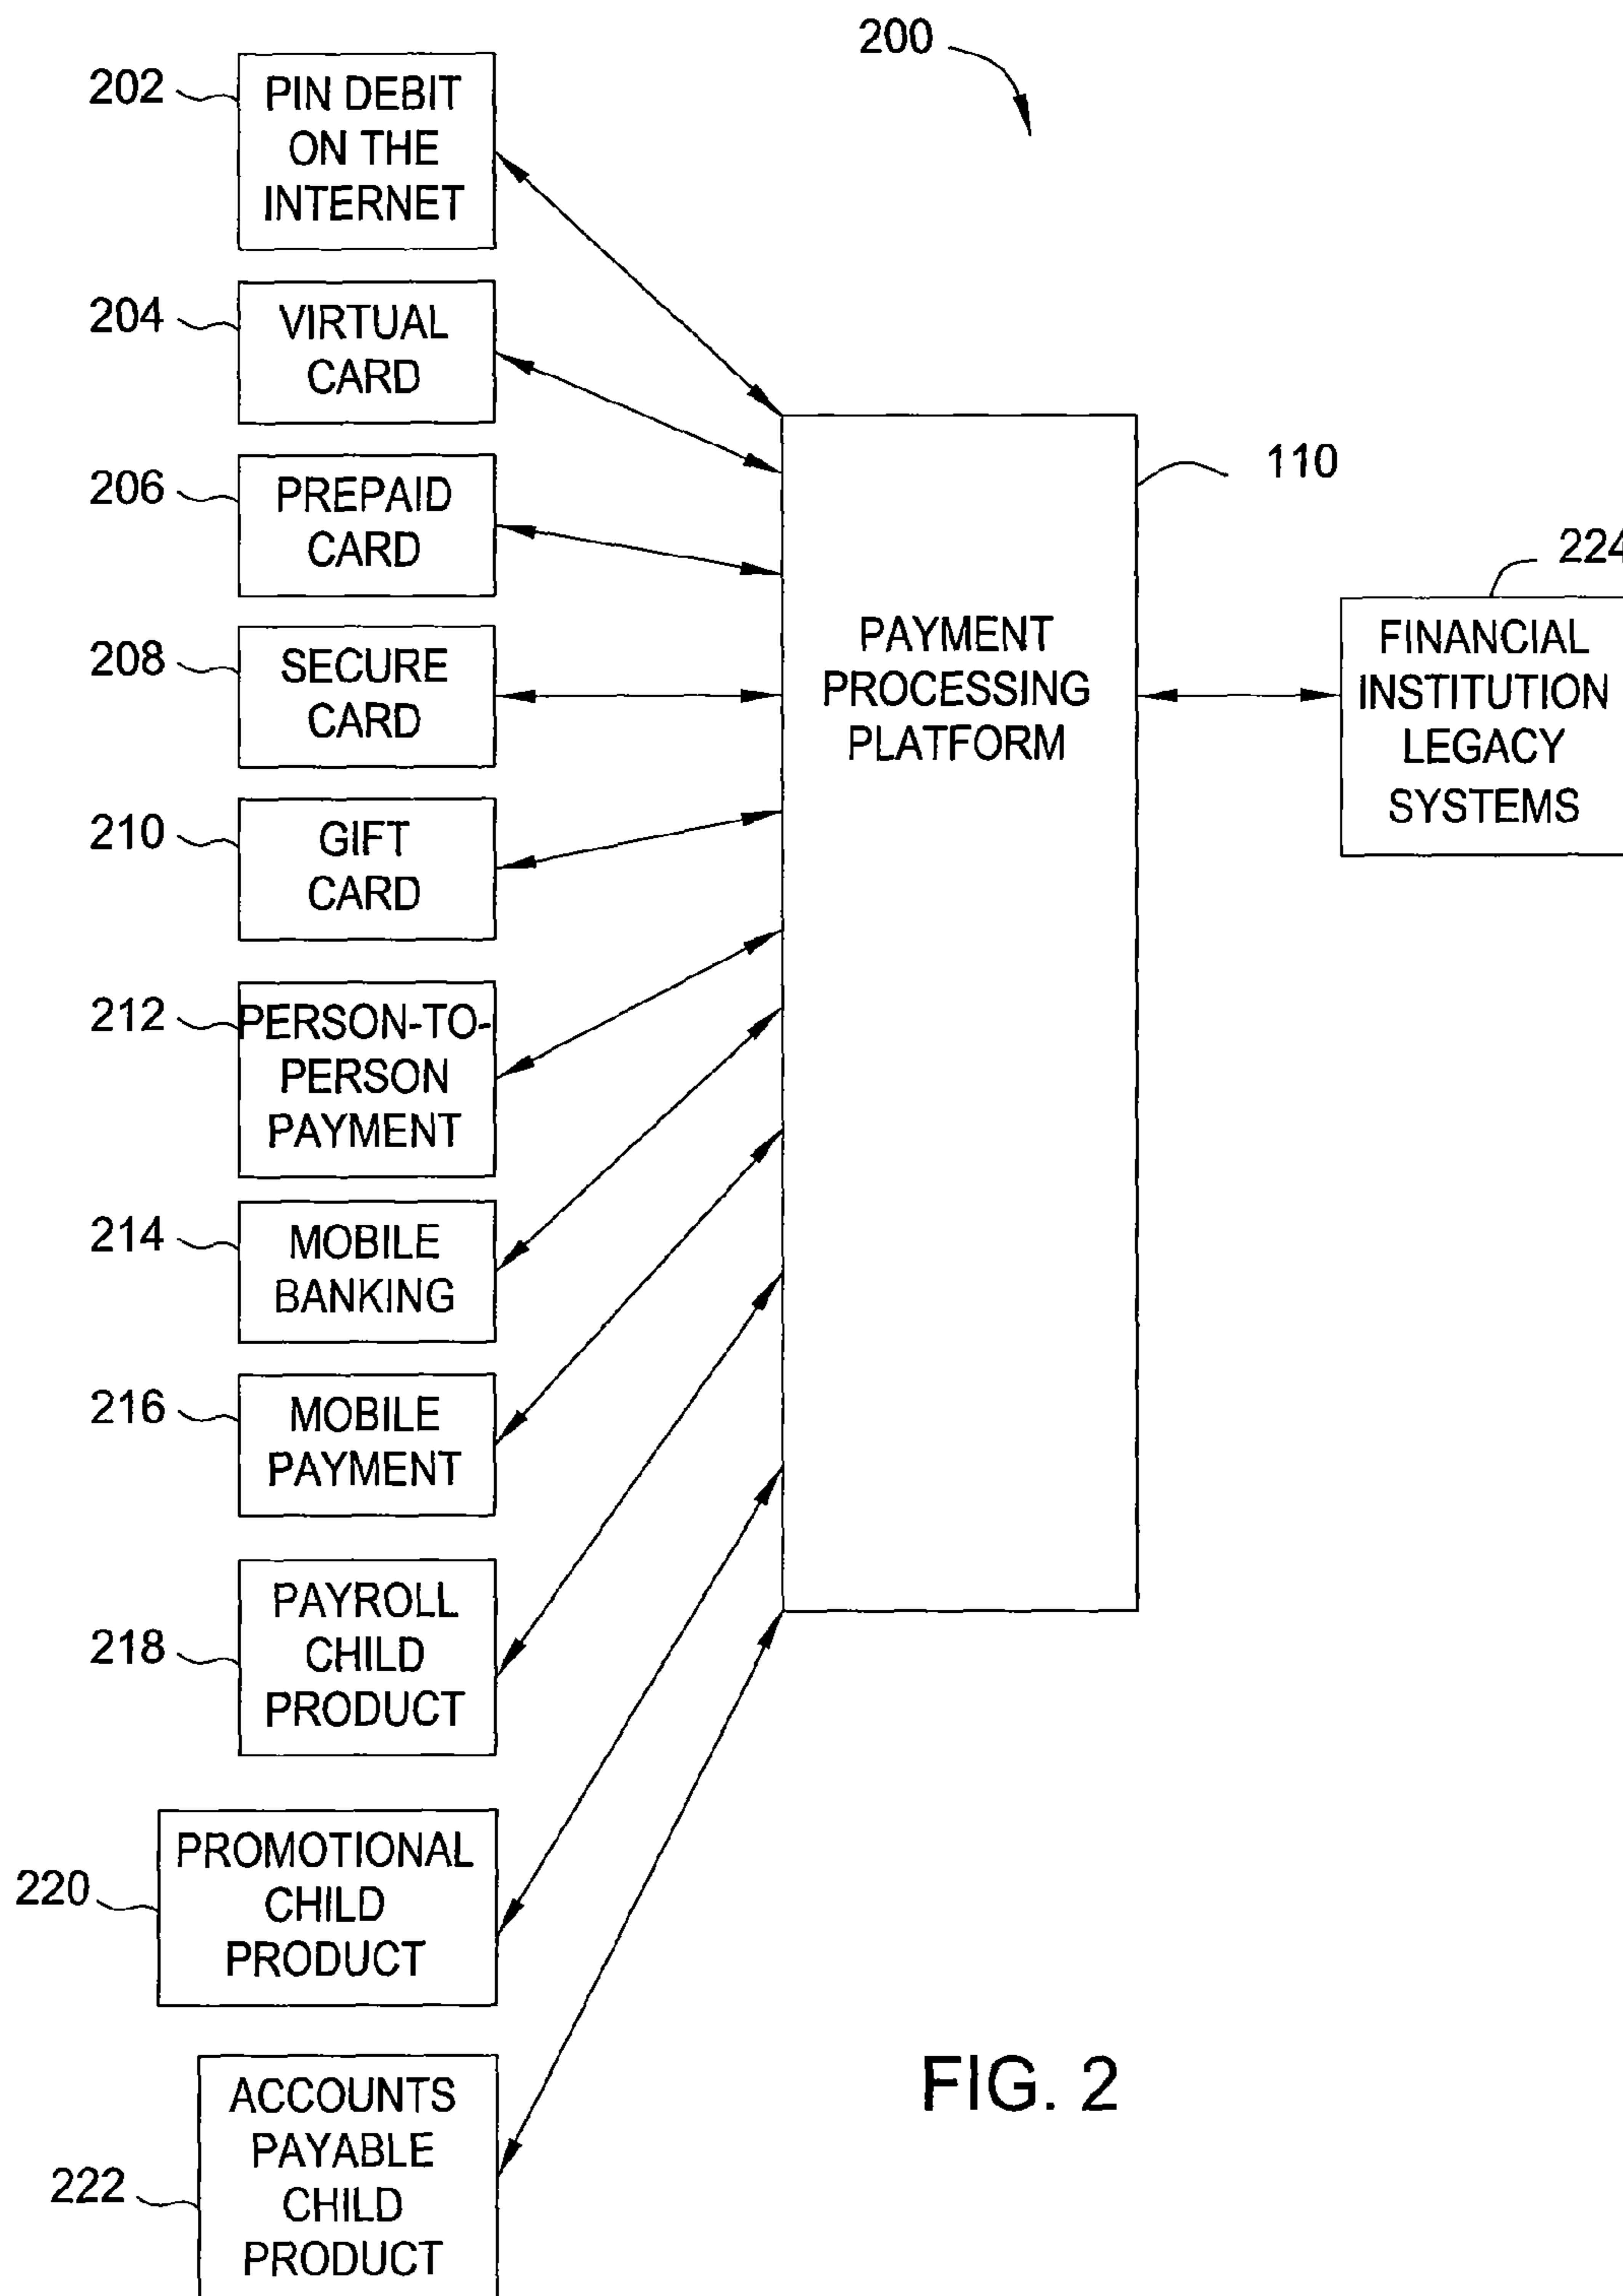 200
202
PIN DEBIT
ON THE
INTERNET
204
VIRTUAL
CARD
206
PREPAID
CARD
208
SECURE
CARD
210
GIFT
CARD
212
PERSON-TO-
PERSON
PAYMENT
214
MOBILE
BANKING
216
MOBILE
PAYMENT
218
PAYROLL
CHILD
PRODUCT
220
PROMOTIONAL
CHILD
PRODUCT
222
ACCOUNTS
PAYABLE
CHILD
PRODUCT
110
PAYMENT
PROCESSING
PLATFORM
224
FINANCIAL
INSTITUTION
LEGACY
SYSTEMS
FIG. 2